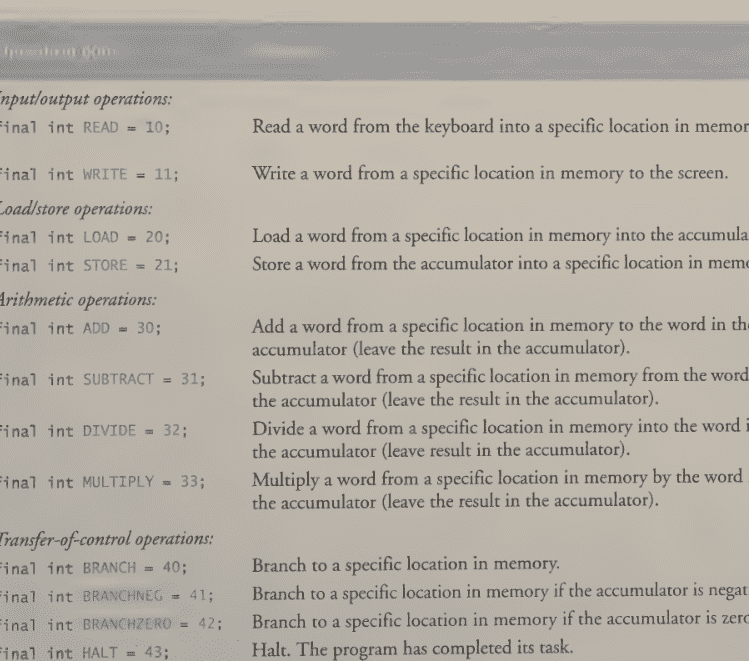 Input/output operations:
final int READ = 10; Read a word from the keyboard into a specific location in memor
final int WRITE = 11; Write a word from a specific location in memory to the screen.
Load/store operations:
final int LOAD = 20; Load a word from a specific location in memory into the accumula
final int STORE = 21; Store a word from the accumulator into a specific location in memo
Arithmetic operations:
final int ADD = 30; Add a word from a specific location in memory to the word in the
accumulator (leave the result in the accumulator).
final int SUBTRACT = 31; Subtract a word from a specific location in memory from the word
the accumulator (leave the result in the accumulator).
final int DIVIDE = 32; Divide a word from a specific location in memory into the word i
the accumulator (leave result in the accumulator).
final int MULTIPLY = 33; Multiply a word from a specific location in memory by the word
the accumulator (leave the result in the accumulator).
Transfer-of-control operations:
final int BRANCH = 40; Branch to a specific location in memory.
final int BRANCHNEG = 41; Branch to a specific location in memory if the accumulator is negat
final int BRANCHZERO = 42; Branch to a specific location in memory if the accumulator is zero
final int HALT = 43; Halt. The program has completed its task.